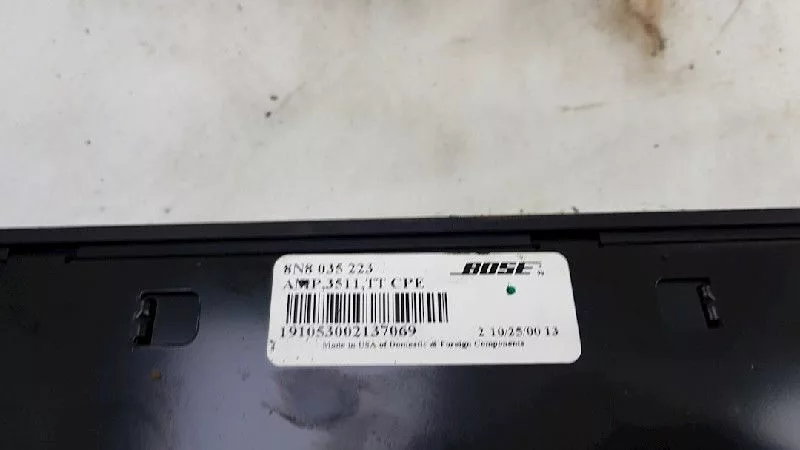 8N8 035 223
BOSE
AMP,3511,TT CPE
191053002137069
2 10/25/00 13
Made in USA of Domestic & Foreign Components